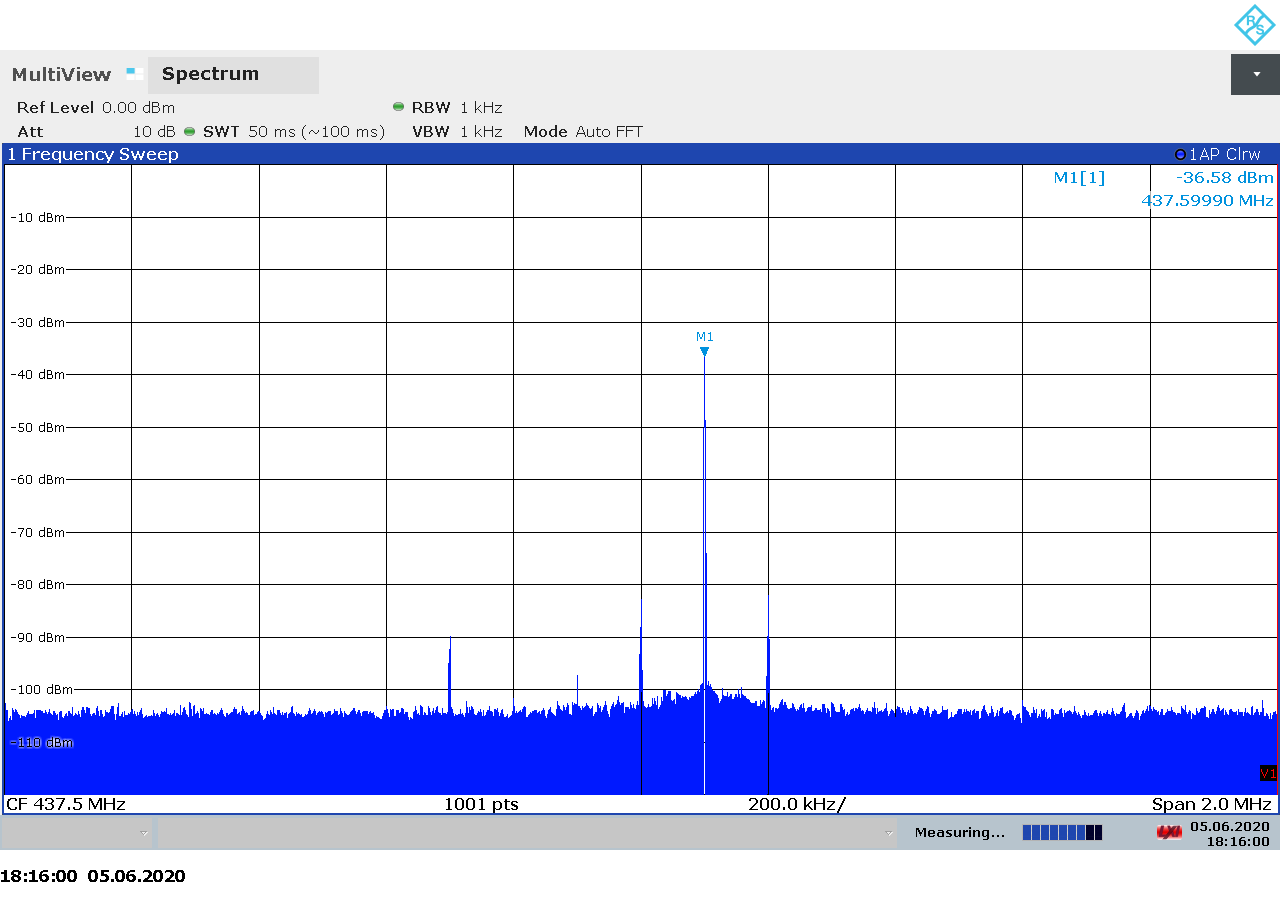 R S
MultiView Spectrum
Ref Level 0.00 dBm RBW 1 kHz
Att 10 dB SWT 50 ms (~100 ms) VBW 1 kHz Mode Auto FFT
1 Frequency Sweep 1AP Clrw
M1[1] -36.58 dBm
437.59990 MHz
-10 dBm
-20 dBm
-30 dBm
M1
-40 dBm
-50 dBm
-60 dBm
-70 dBm
-80 dBm
-90 dBm
-100 dBm
-110 dBm
V1
CF 437.5 MHz 1001 pts 200.0 kHz/ Span 2.0 MHz
Measuring... LXI 05.06.2020
18:16:00
18:16:00 05.06.2020